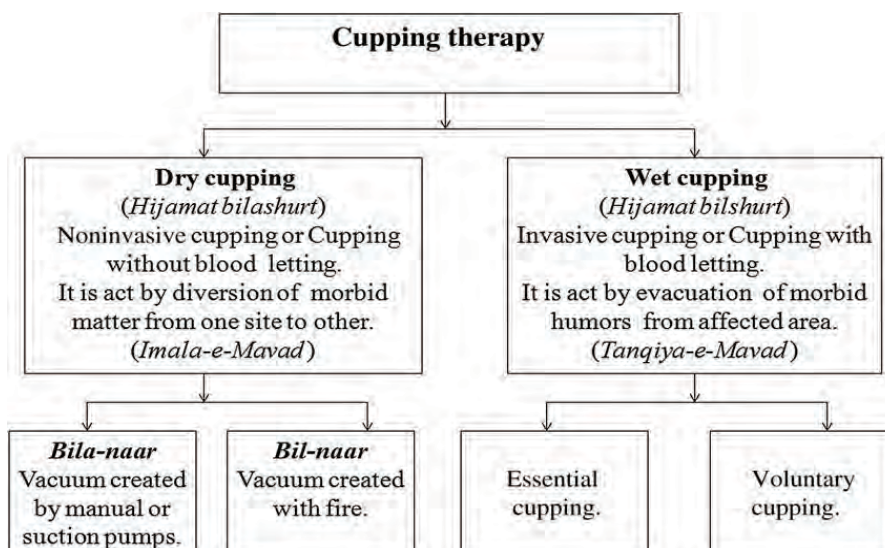 Cupping therapy
Dry cupping
(Hijamat bilashurt)
Noninvasive cupping or Cupping
without blood letting.
It is act by diversion of morbid
matter from one site to other.
(Imala-e-Mavad)
Wet cupping
(Hijamat bilshurt)
Invasive cupping or Cupping with
blood letting.
It is act by evacuation of morbid
humors from affected area.
(Tanqiya-e-Mavad)
Bila-naar
Vacuum created
by manual or
suction pumps.
Bil-naar
Vacuum created
with fire.
Essential
cupping.
Voluntary
cupping.